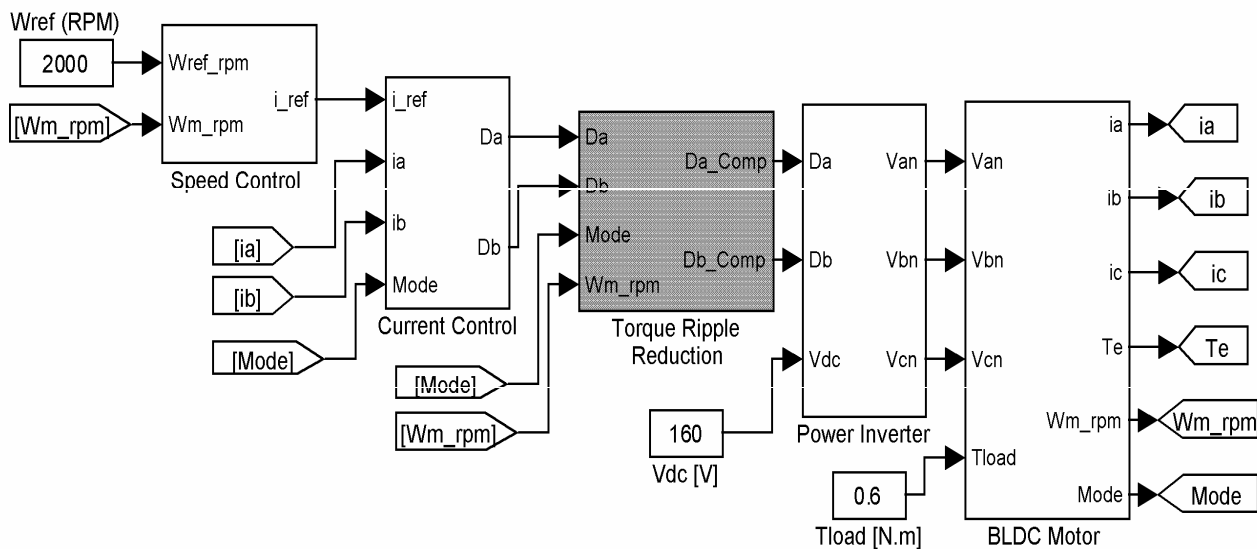 Wref (RPM)
2000
[Wm_rpm]
Wref_rpm
Wm_rpm
i_ref
Speed Control
[ia]
[ib]
[Mode]
i_ref
ia
ib
Mode
Da
Db
Current Control
[Mode]
[Wm_rpm]
Da
Db
Mode
Wm_rpm
Da_Comp
Db_Comp
Torque Ripple
Reduction
160
Vdc [V]
Da
Db
Vdc
Van
Vbn
Vcn
Power Inverter
0.6
Tload [N.m]
Van
Vbn
Vcn
Tload
ia
ib
ic
Te
Wm_rpm
Mode
BLDC Motor
ia
ib
ic
Te
Wm_rpm
Mode